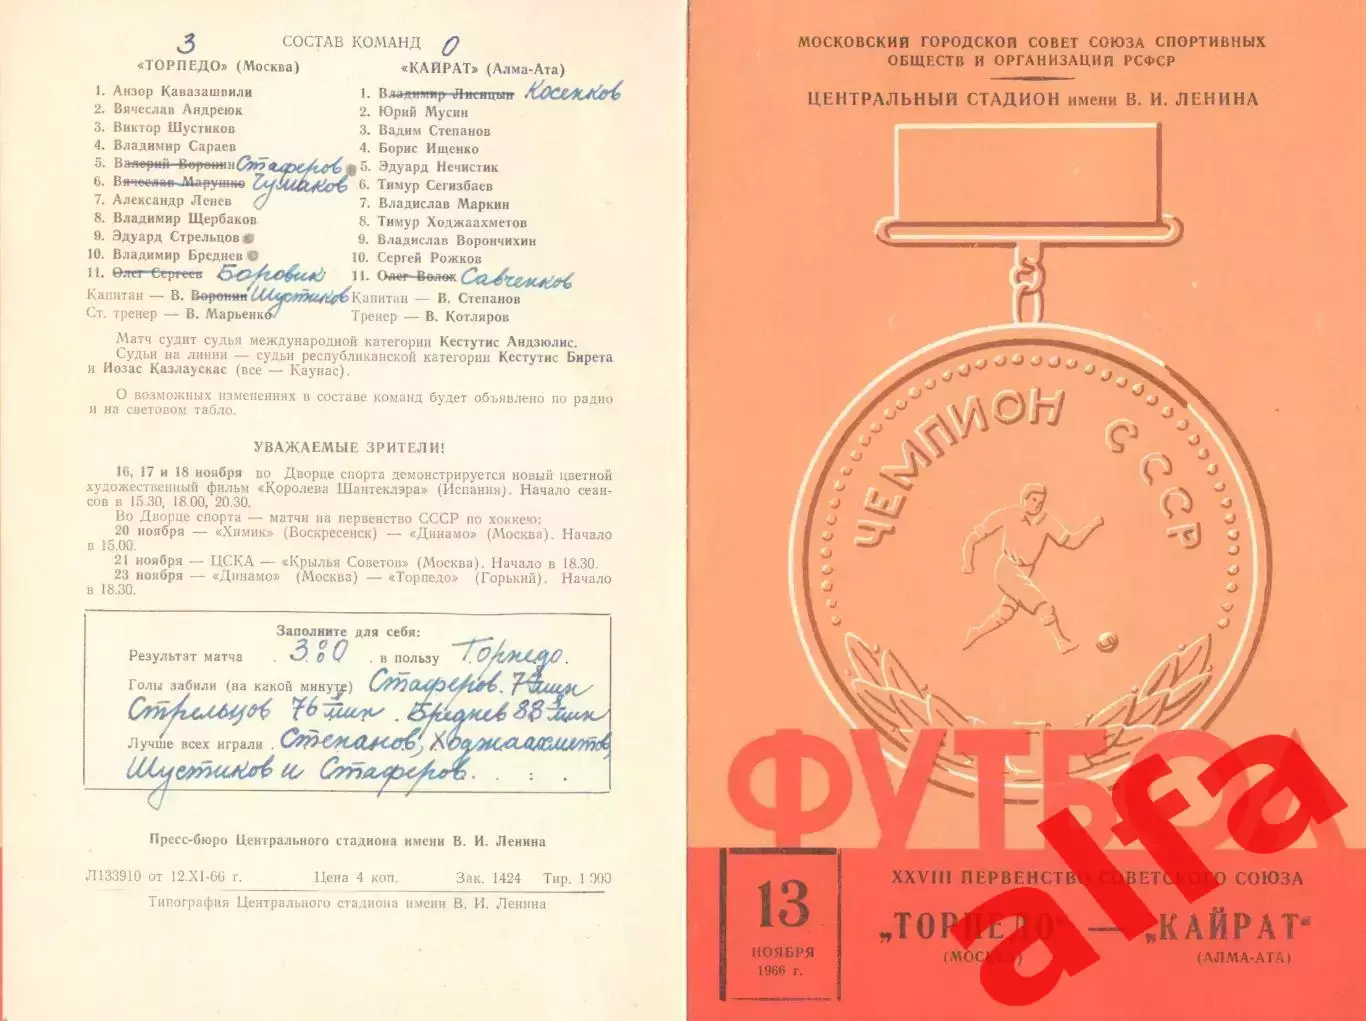 3 СОСТАВ КОМАНД 0
«ТОРПЕДО» (Москва) «КАЙРАТ» (Алма-Ата)
1. Анзор Кавазашвили
2. Вячеслав Андреюк
3. Виктор Шустиков
4. Владимир Сараев
5. Валерий Воронин Стаферов
6. Вячеслав Марушко Чумаков
7. Александр Ленев
8. Владимир Щербаков
9. Эдуард Стрельцов
10. Владимир Бреднев
11. Олег Сергеев Боровик
Капитан — В. Воронин Шустиков
Ст. тренер — В. Марьенко
1. Владимир Лисицын Косенков
2. Юрий Мусин
3. Вадим Степанов
4. Борис Ищенко
5. Эдуард Нечистик
6. Тимур Сегизбаев
7. Владислав Маркин
8. Тимур Ходжаахметов
9. Владислав Ворончихин
10. Сергей Рожков
11. Олег Волох Савченков
Капитан — В. Степанов
Тренер — В. Котляров
Матч судит судья международной категории Кестутис Андзюлис.
Судьи на линии — судьи республиканской категории Кестутис Бирета
и Иозас Казлаускас (все — Каунас).
О возможных изменениях в составе команд будет объявлено по радио
и на световом табло.
УВАЖАЕМЫЕ ЗРИТЕЛИ!
16, 17 и 18 ноября во Дворце спорта демонстрируется новый цветной
художественный фильм «Королева Шантеклэра» (Испания). Начало сеан-
сов в 15.30, 18.00, 20.30.
Во Дворце спорта — матчи на первенство СССР по хоккею:
20 ноября — «Химик» (Воскресенск) — «Динамо» (Москва). Начало
в 15.00.
21 ноября — ЦСКА — «Крылья Советов» (Москва). Начало в 18.30.
23 ноября — «Динамо» (Москва) — «Торпедо» (Горький). Начало
в 18.30.
Заполните для себя:
Результат матча 3:0 в пользу Торпедо.
Голы забили (на какой минуте) Стаферов.
Стрельцов 76 мин. Бреднев 88 мин
Лучше всех играли Степанов, Ходжаахметов,
Шустиков и Стаферов.
Пресс-бюро Центрального стадиона имени В. И. Ленина
Л133910 от 12.XI-66 г. Цена 4 коп. Зак. 1424 Тир. 1 000
Типография Центрального стадиона имени В. И. Ленина
МОСКОВСКИЙ ГОРОДСКОЙ СОВЕТ СОЮЗА СПОРТИВНЫХ
ОБЩЕСТВ И ОРГАНИЗАЦИЙ РСФСР
ЦЕНТРАЛЬНЫЙ СТАДИОН имени В. И. ЛЕНИНА
ЧЕМПИОН СССР
ФУТБОЛ
XXVIII ПЕРВЕНСТВО СОВЕТСКОГО СОЮЗА
13
НОЯБРЯ
1966 г.
„ТОРПЕДО“ — „КАЙРАТ“
(МОСКВА) (АЛМА-АТА)
alfa